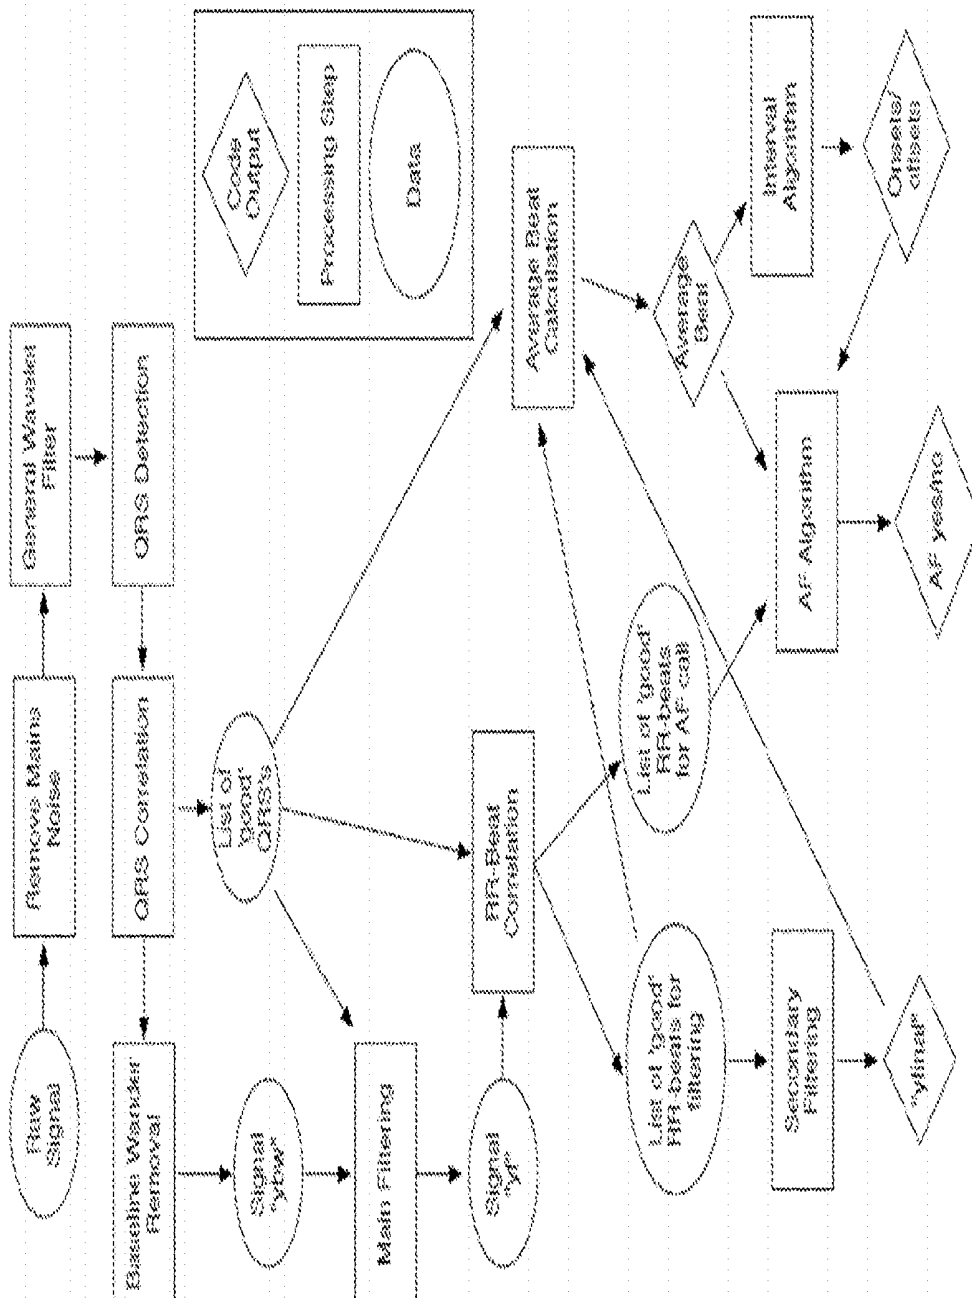 Raw
Signal
Remove Mains
Noise
General Wavelet
Filter
Baseline Wander
Removal
QRS Correlation
QRS Detection
Signal
"ybw"
List of
'good'
QRS's
Main Filtering
Signal
"yf"
RR-Beat
Correlation
Average Beat
Calculation
List of 'good'
RR-beats for
filtering
List of 'good'
RR-beats
for AF call
Average
Beat
Secondary
Filtering
AF Algorithm
Interval
Algorithm
"yfinal"
AF yes/no
Onsets/
offsets
Code
Output
Processing Step
Data